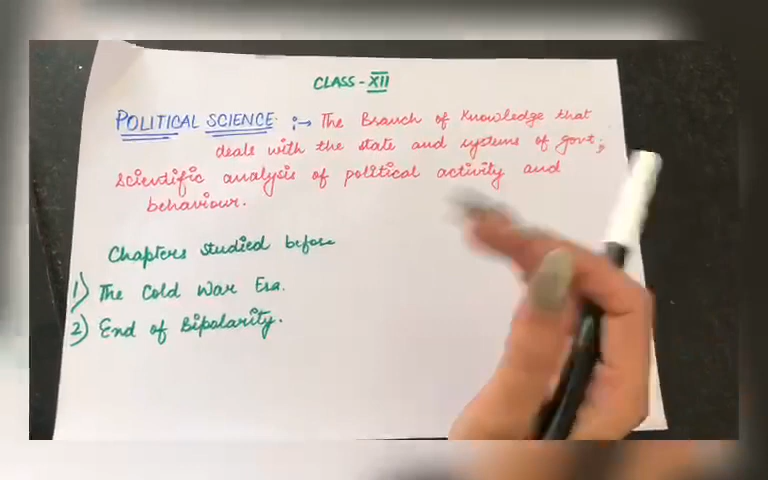 CLASS - XII
POLITICAL SCIENCE :→ The Branch of Knowledge that
deals with the state and systems of govt;
scientific analysis of political activity and
behaviour.
Chapters studied before
1) The Cold War Era.
2) End of Bipolarity.